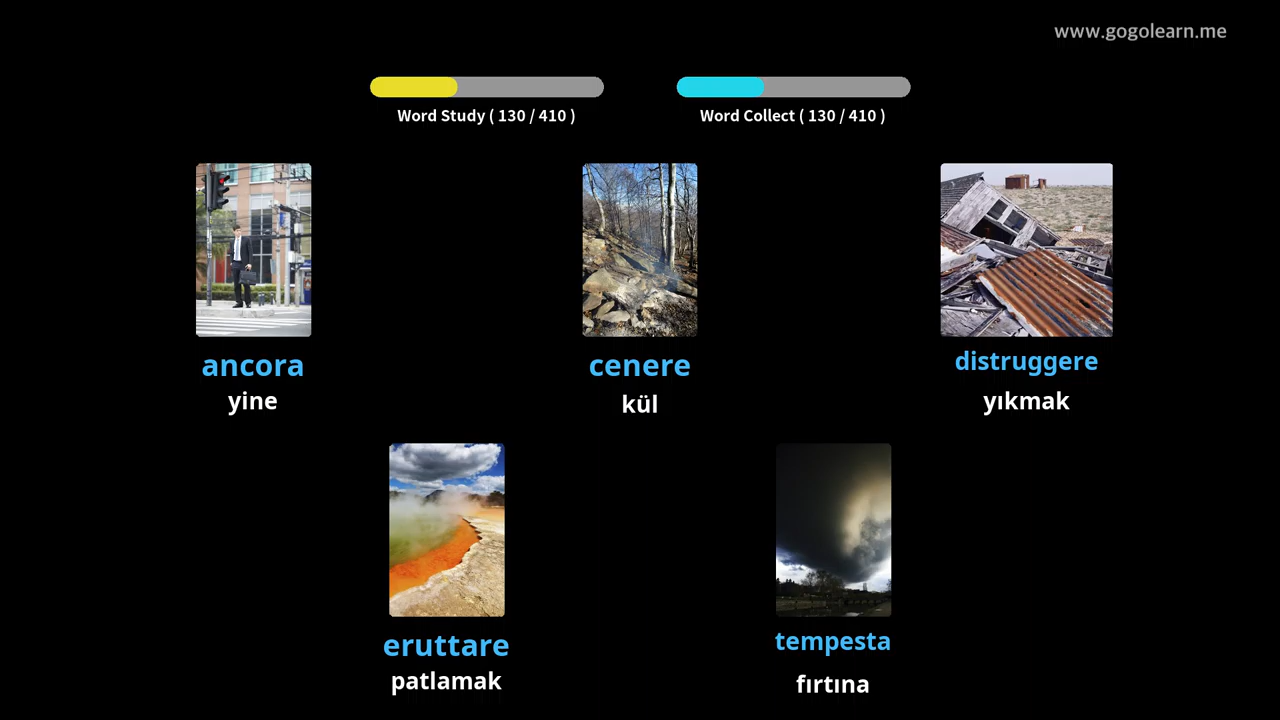 www.gogolearn.me
Word Study ( 130 / 410 )
Word Collect ( 130 / 410 )
ancora
yine
cenere
kül
distruggere
yıkmak
eruttare
patlamak
tempesta
fırtına